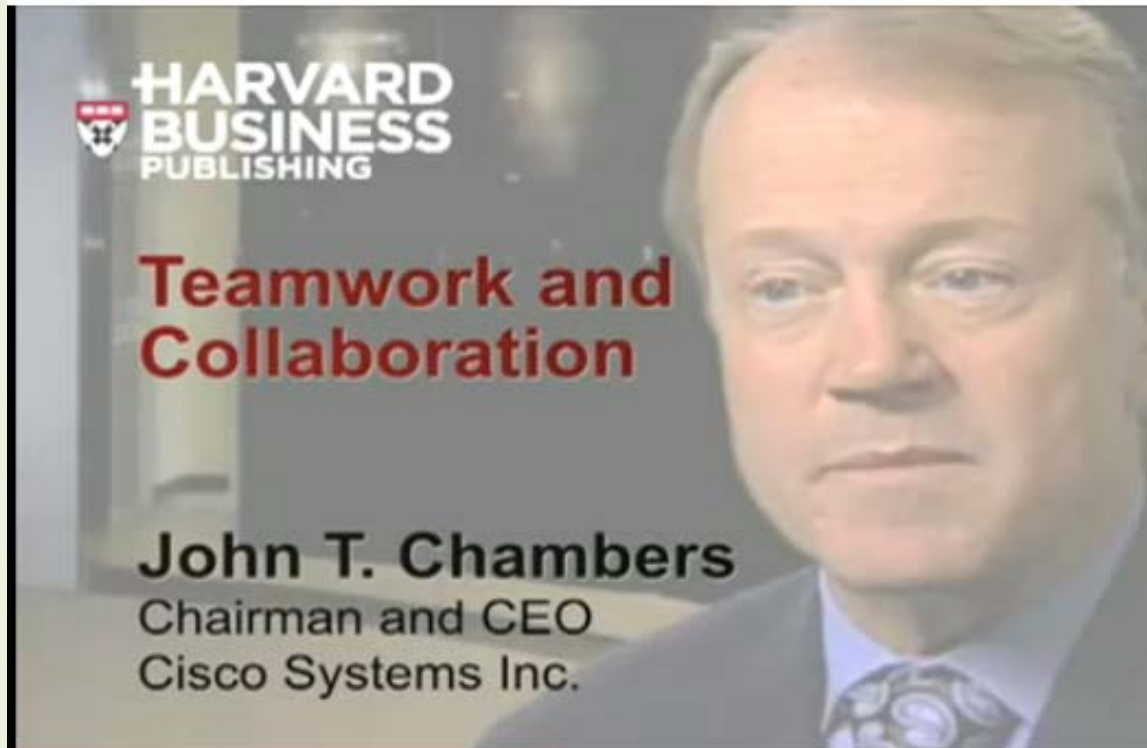 HARVARD
BUSINESS
PUBLISHING
Teamwork and
Collaboration
John T. Chambers
Chairman and CEO
Cisco Systems Inc.